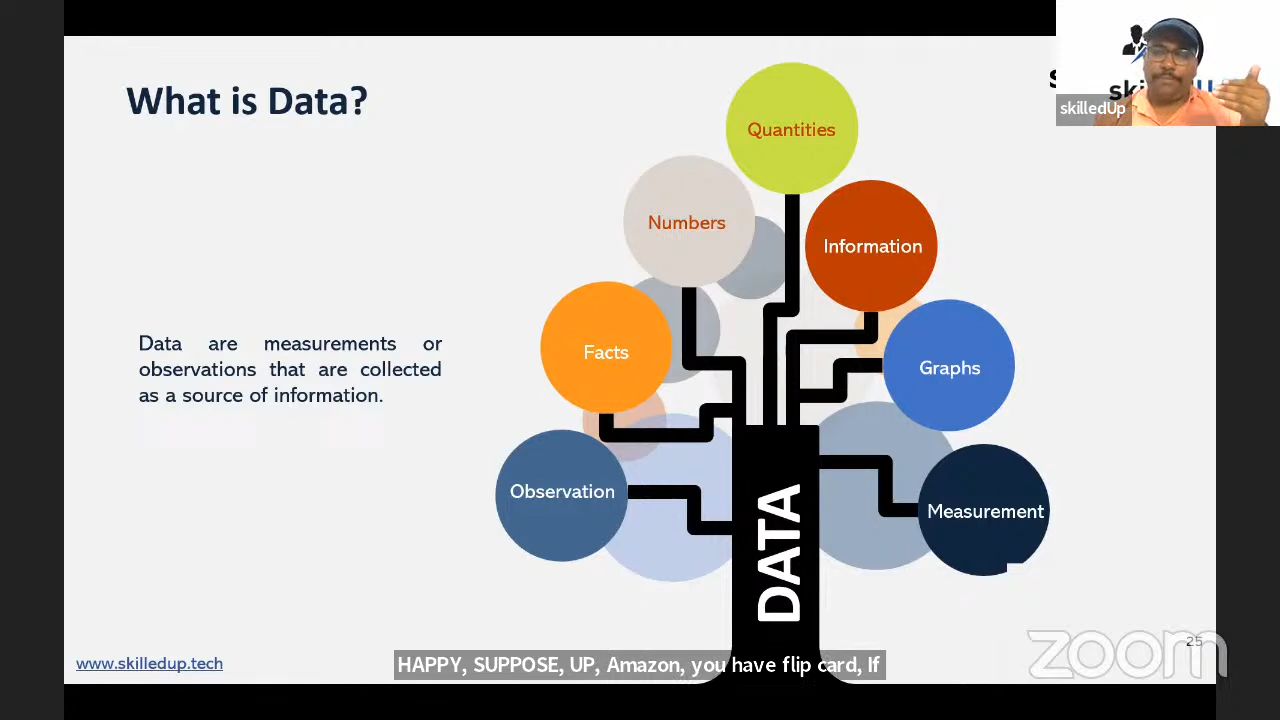 What is Data?
Quantities
skilledUp
Numbers
Information
Facts
Graphs
Data are measurements or
observations that are collected
as a source of information.
Observation
Measurement
DATA
www.skilledup.tech
HAPPY, SUPPOSE, UP, Amazon, you have flip card, If
25
zoom